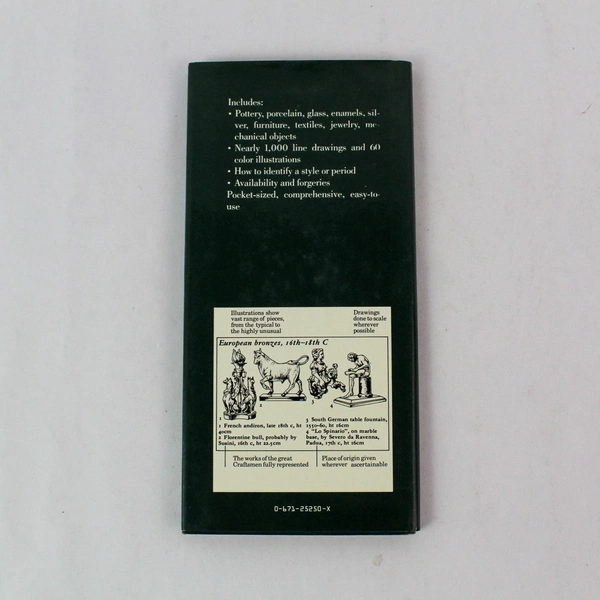 Includes:
• Pottery, porcelain, glass, enamels, sil-
ver, furniture, textiles, jewelry, me-
chanical objects
• Nearly 1,000 line drawings and 60
color illustrations
• How to identify a style or period
• Availability and forgeries
Pocket-sized, comprehensive, easy-to-
use
Illustrations show
vast range of pieces,
from the typical to
the highly unusual
Drawings
done to scale
wherever
possible
European bronzes, 16th–18th C
1
2
3
4
1 French andiron, late 18th c, ht
40cm
2 Florentine bull, probably by
Susini, 16th c, ht 22.5cm
3 South German table fountain,
1550-60, ht 16cm
4 "Lo Spinario", on marble
base, by Severo da Ravenna,
Padua, 17th c, ht 16cm
The works of the great
Craftsmen fully represented
Place of origin given
wherever ascertainable
0-671-25250-X